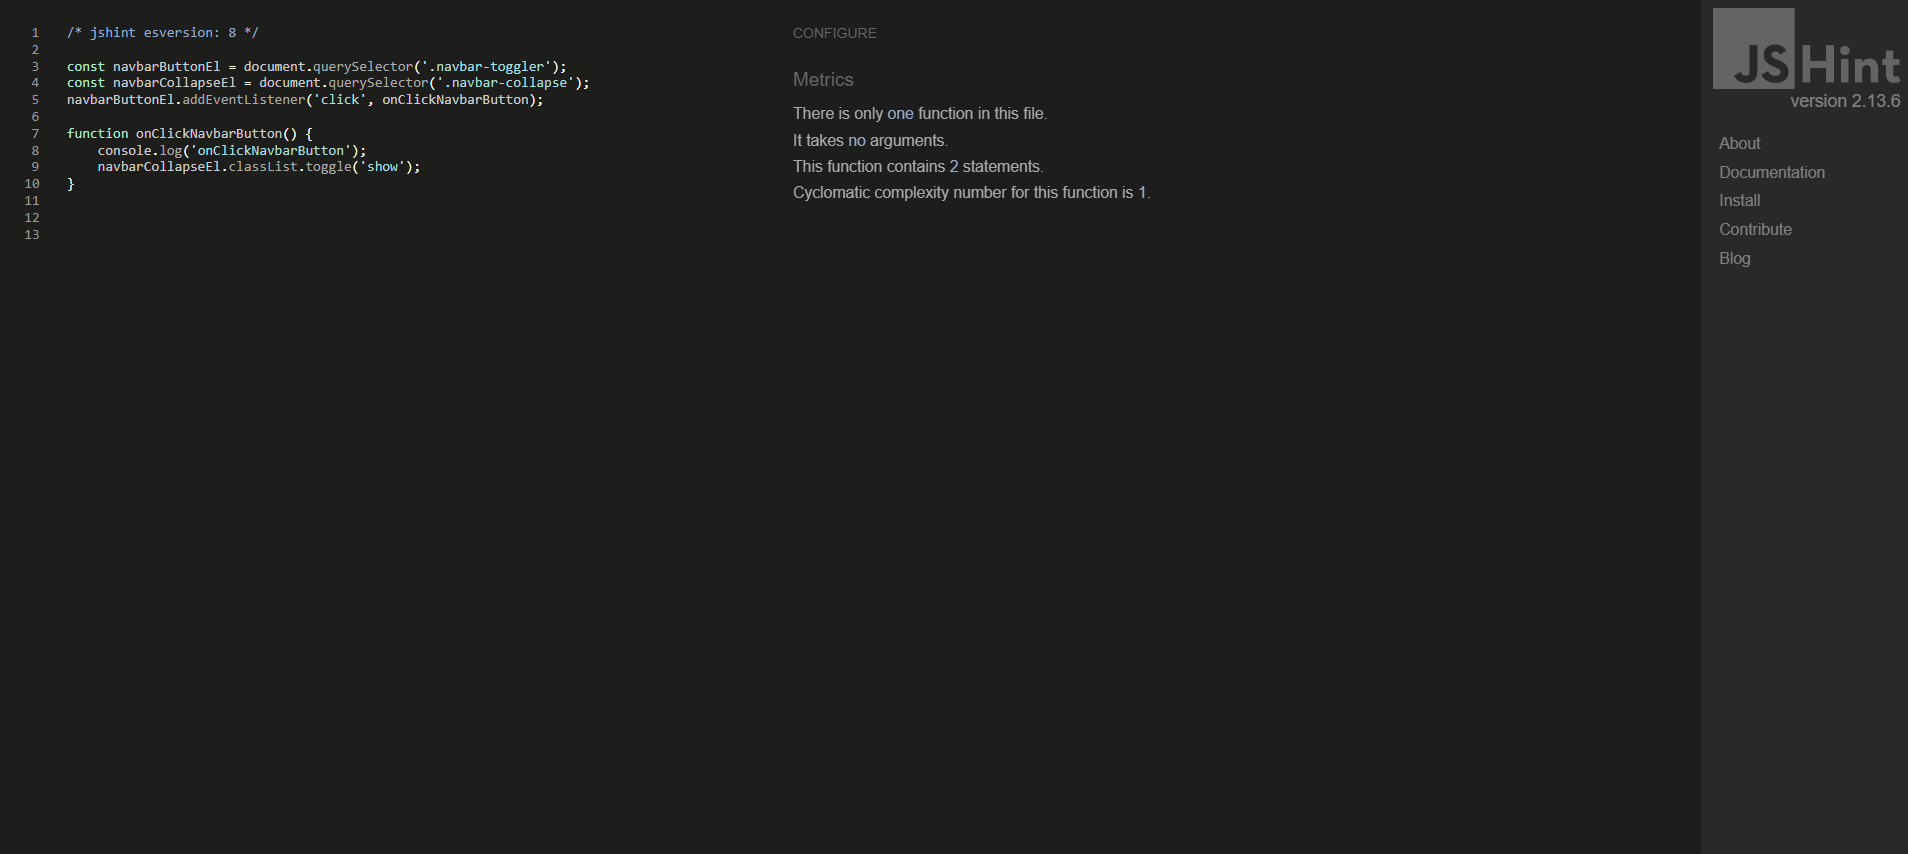 1 /* jshint esversion: 8 */
2
3 const navbarButtonEl = document.querySelector('.navbar-toggler');
4 const navbarCollapseEl = document.querySelector('.navbar-collapse');
5 navbarButtonEl.addEventListener('click', onClickNavbarButton);
6
7 function onClickNavbarButton() {
8     console.log('onClickNavbarButton');
9     navbarCollapseEl.classList.toggle('show');
10 }
11
12
13
CONFIGURE
Metrics
There is only one function in this file.
It takes no arguments.
This function contains 2 statements.
Cyclomatic complexity number for this function is 1.
JSHint
version 2.13.6
About
Documentation
Install
Contribute
Blog